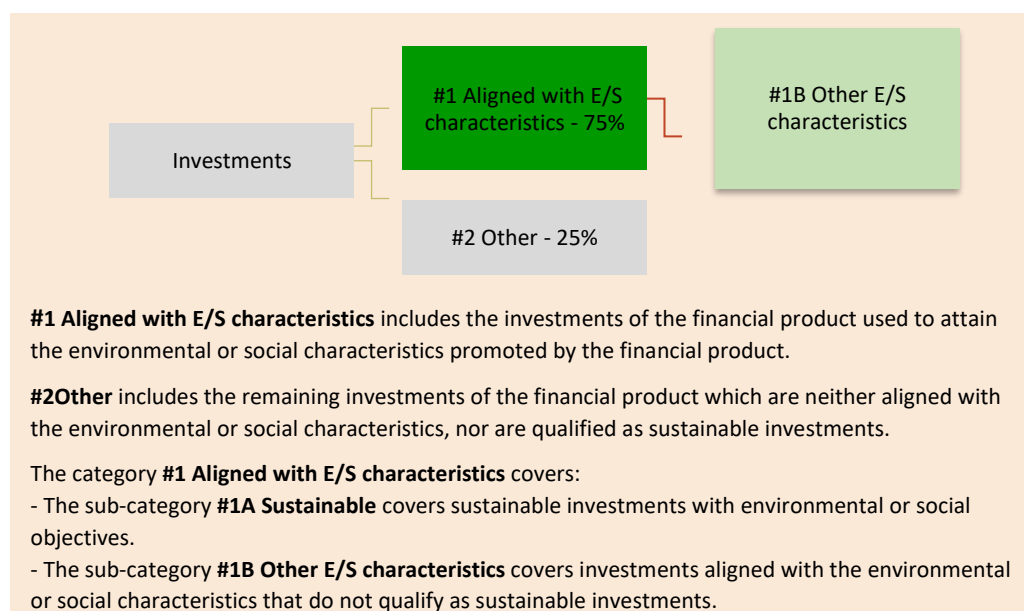 #1 Aligned with E/S
characteristics - 75%
#1B Other E/S
characteristics
Investments
#2 Other - 25%
#1 Aligned with E/S characteristics includes the investments of the financial product used to attain
the environmental or social characteristics promoted by the financial product.
#2Other includes the remaining investments of the financial product which are neither aligned with
the environmental or social characteristics, nor are qualified as sustainable investments.
The category #1 Aligned with E/S characteristics covers:
- The sub-category #1A Sustainable covers sustainable investments with environmental or social
objectives.
- The sub-category #1B Other E/S characteristics covers investments aligned with the environmental
or social characteristics that do not qualify as sustainable investments.